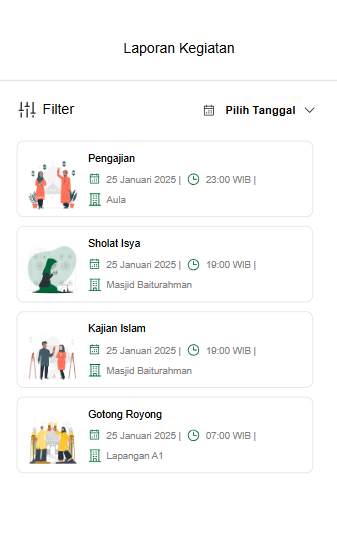 Laporan Kegiatan
Filter
Pilih Tanggal
Pengajian
25 Januari 2025 | 23:00 WIB |
Aula
Sholat Isya
25 Januari 2025 | 19:00 WIB |
Masjid Baiturahman
Kajian Islam
25 Januari 2025 | 19:00 WIB |
Masjid Baiturahman
Gotong Royong
25 Januari 2025 | 07:00 WIB |
Lapangan A1